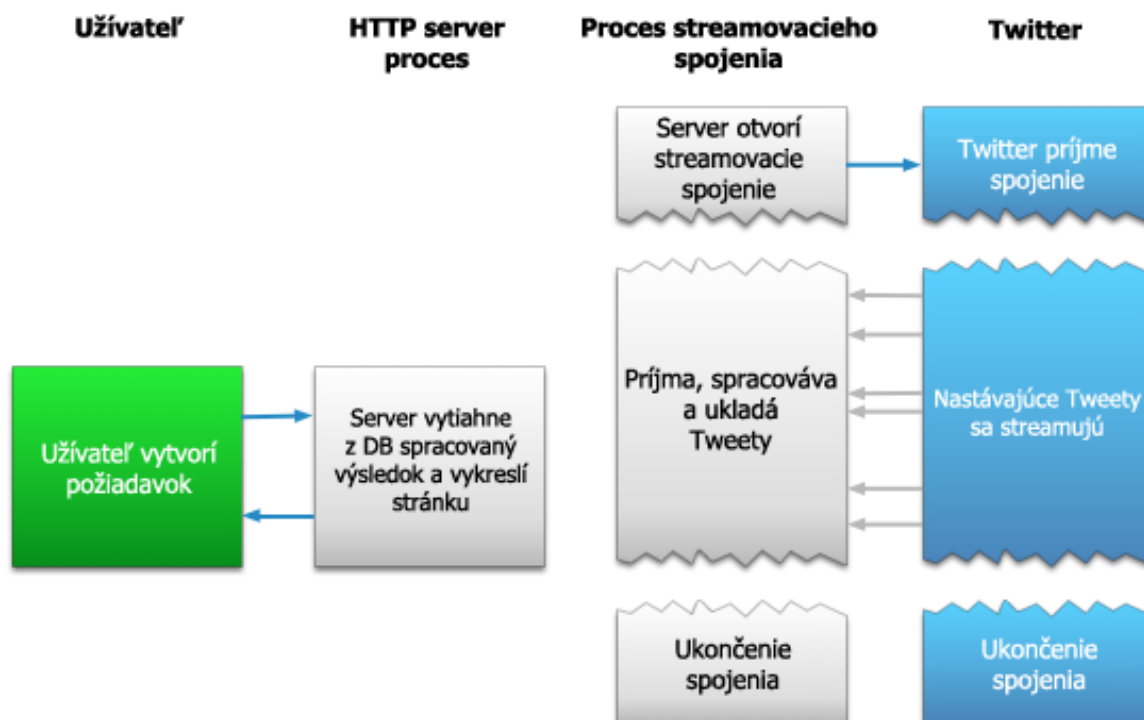 Užívateľ
HTTP server
proces
Proces streamovacieho
spojenia
Twitter
Server otvorí
streamovacie
spojenie
Twitter príjme
spojenie
Užívateľ vytvorí
požiadavok
Server vytiahne
z DB spracovaný
výsledok a vykreslí
stránku
Príjma, spracováva
a ukladá
Tweety
Nastávajúce Tweety
sa streamujú
Ukončenie
spojenia
Ukončenie
spojenia